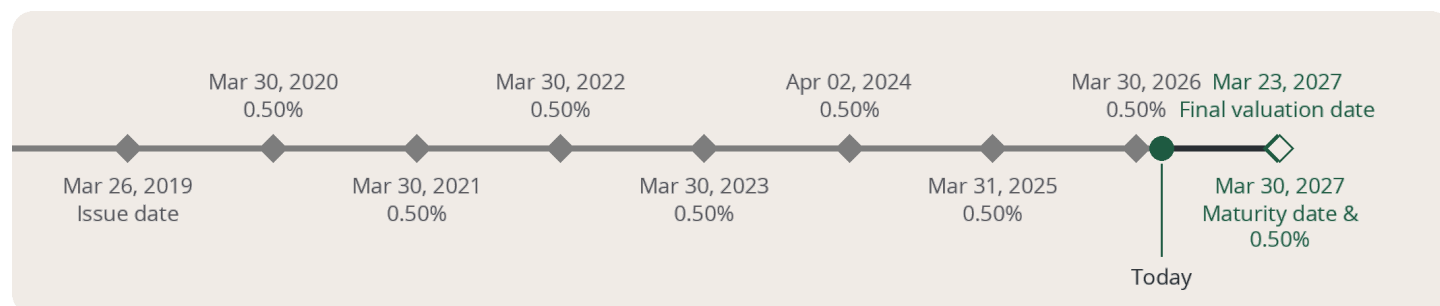 Mar 30, 2020
0.50%
Mar 30, 2022
0.50%
Apr 02, 2024
0.50%
Mar 30, 2026
0.50%
Mar 23, 2027
Final valuation date
Mar 26, 2019
Issue date
Mar 30, 2021
0.50%
Mar 30, 2023
0.50%
Mar 31, 2025
0.50%
Mar 30, 2027
Maturity date &
0.50%
Today